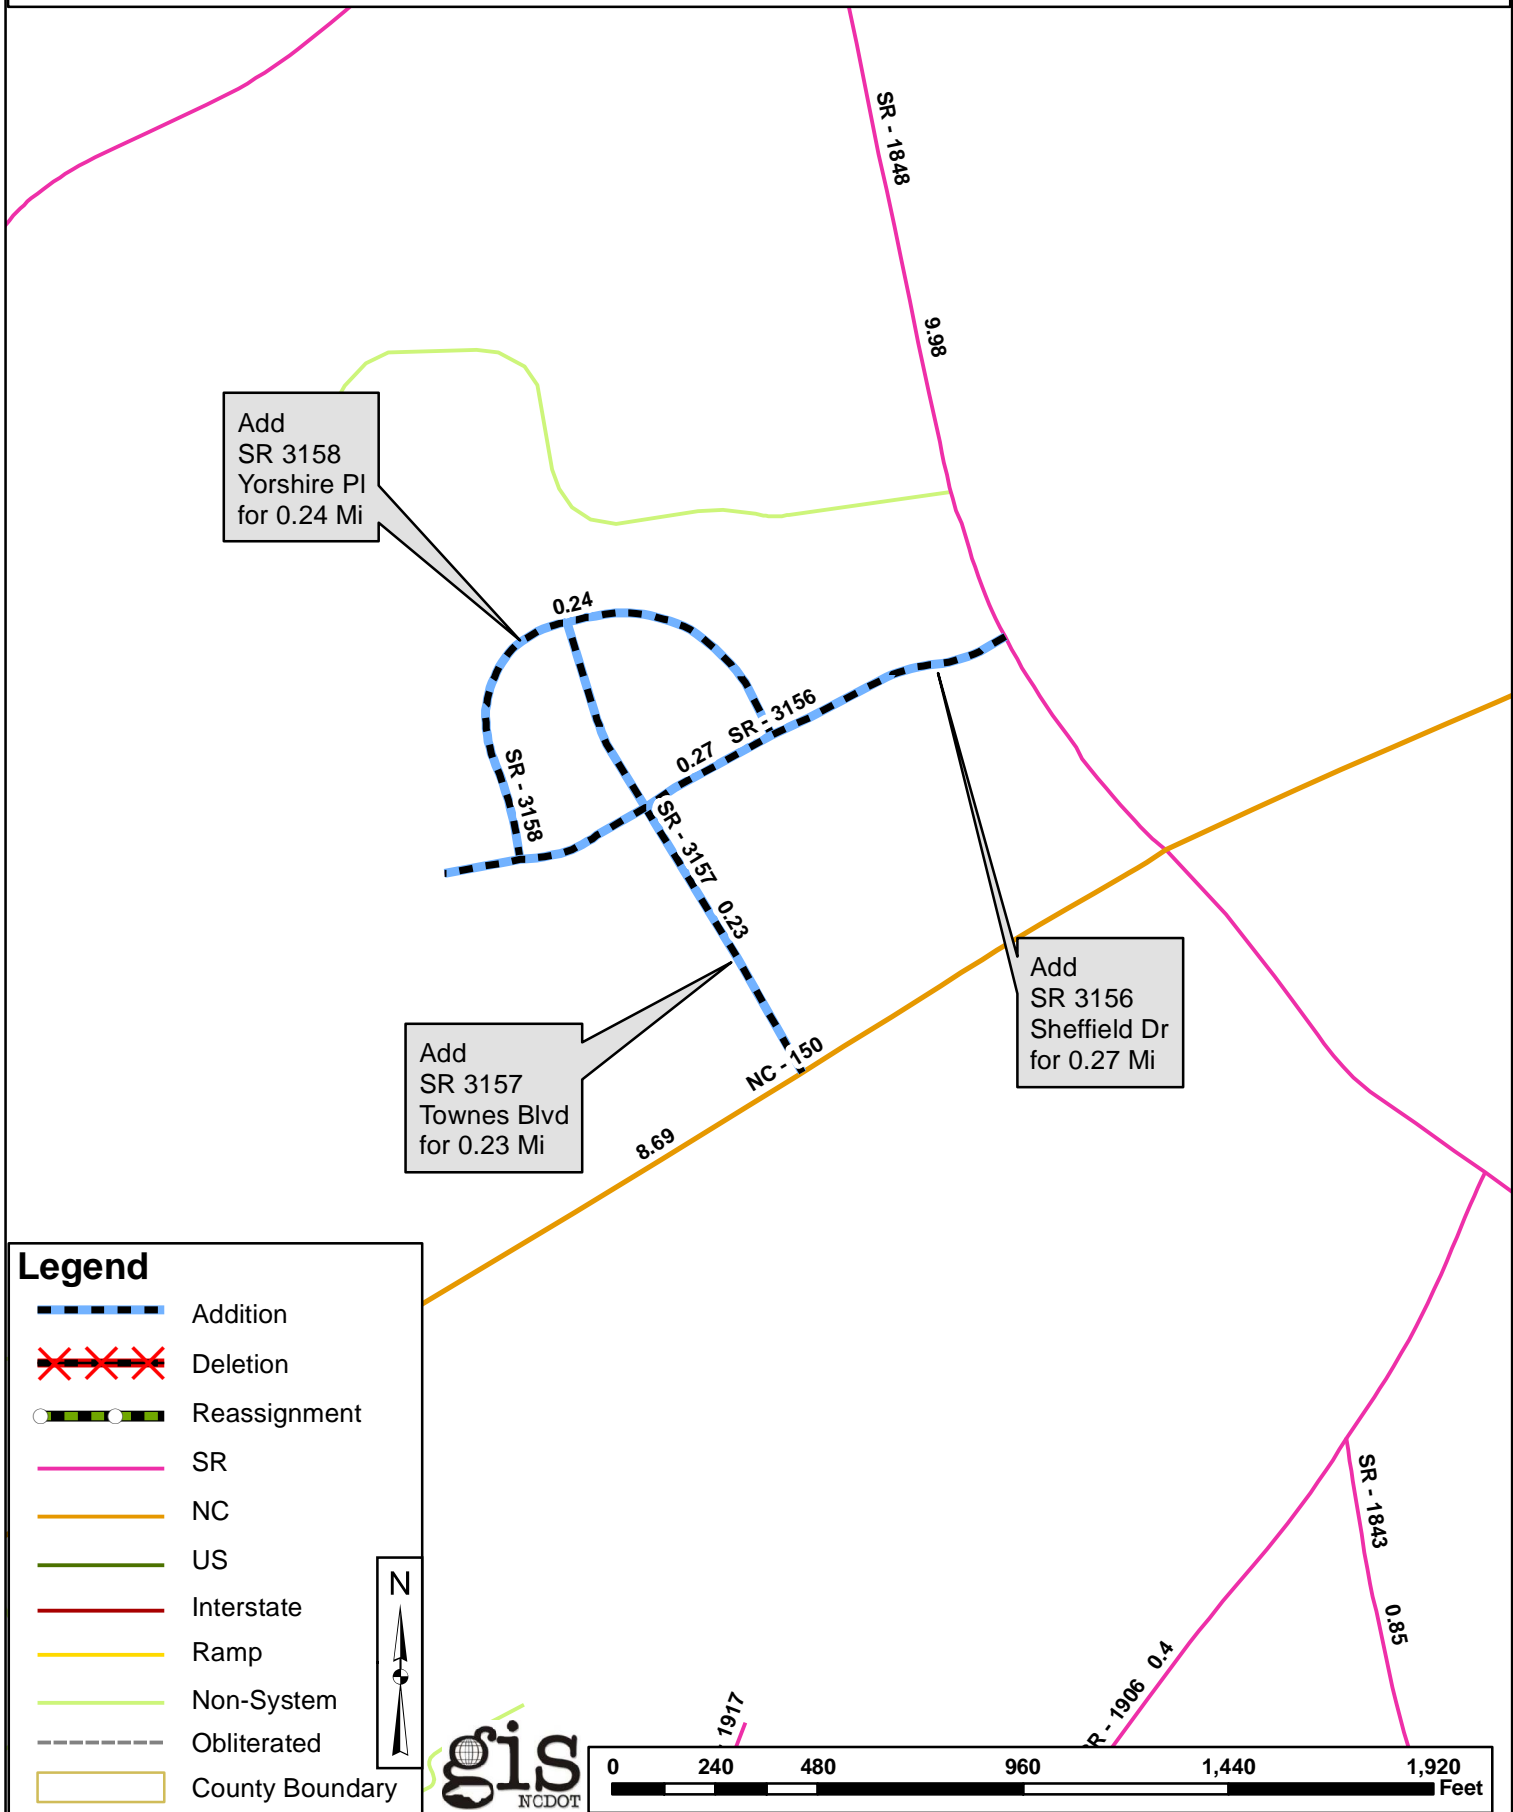 SR - 1848
9.98
Add
SR 3158
Yorshire Pl
for 0.24 Mi
0.24
SR - 3156
0.27
SR - 3158
SR - 3157
0.23
Add
SR 3156
Sheffield Dr
for 0.27 Mi
Add
SR 3157
Townes Blvd
for 0.23 Mi
NC - 150
8.69
Legend
Addition
Deletion
Reassignment
SR
NC
US
Interstate
Ramp
Non-System
Obliterated
County Boundary
N
SR - 1843
0.85
0.4
R - 1906
1917
gis
NCDOT
0 240 480 960 1,440 1,920
Feet